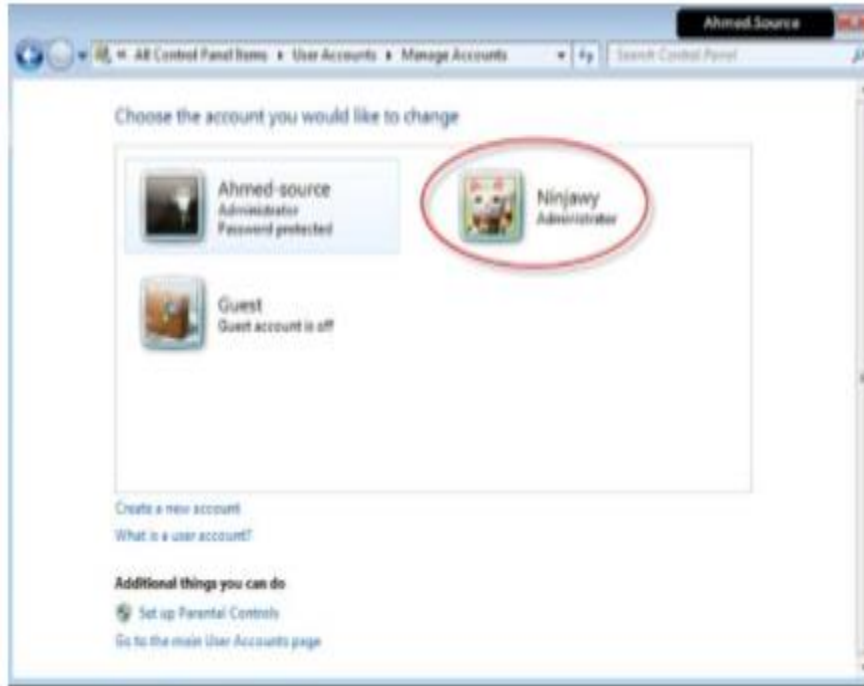 Ahmed.Source
« All Control Panel Items ▸ User Accounts ▸ Manage Accounts
Search Control Panel
Choose the account you would like to change
Ahmed-source
Administrator
Password protected
Ninjawy
Administrator
Guest
Guest account is off
Create a new account
What is a user account?
Additional things you can do
Set up Parental Controls
Go to the main User Accounts page